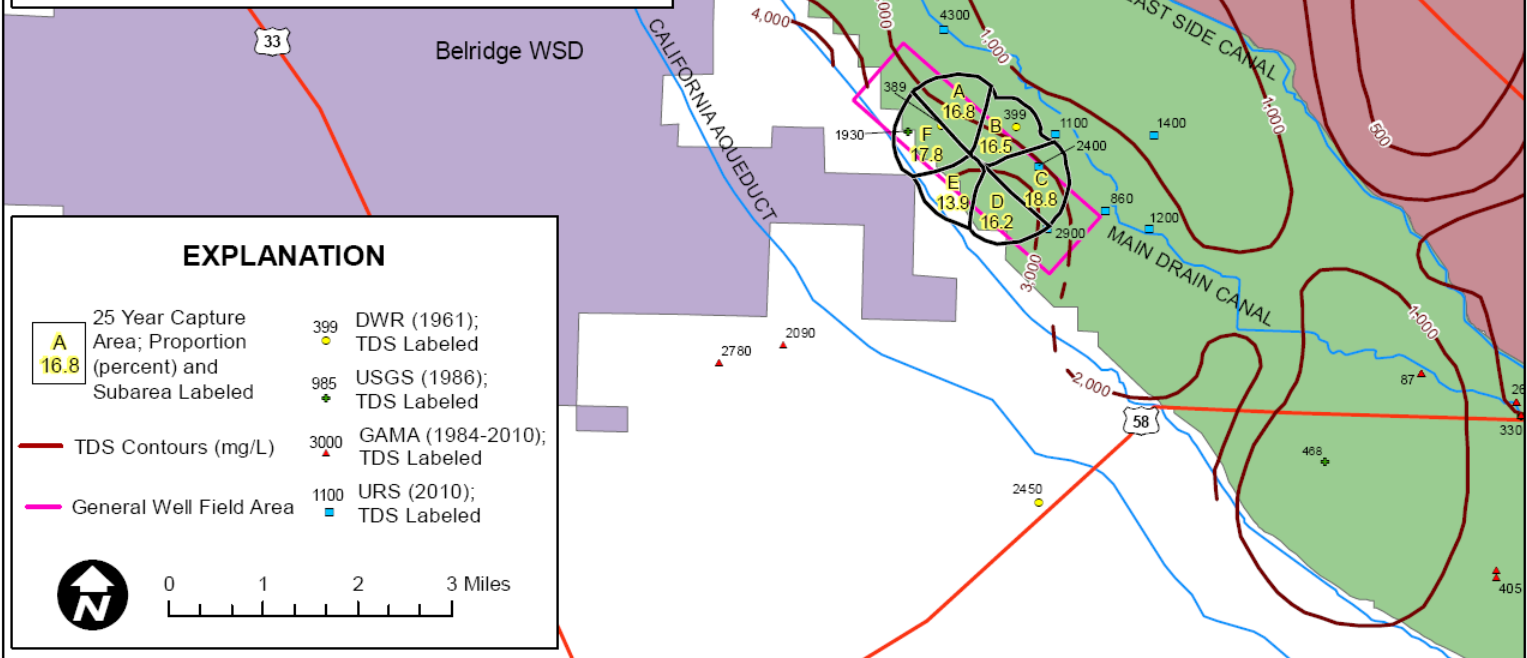 4300
4,000
,000
1,000
EAST SIDE CANAL
33
Belridge WSD
CALIFORNIA AQUEDUCT
389
A
16.8
399
B
16.5
1100
1400
1,000
500
1930
F
17.8
2400
E
13.9
C
18.8
D
16.2
860
1200
2900
MAIN DRAIN CANAL
3,000
EXPLANATION
A
16.8
25 Year Capture
Area; Proportion
(percent) and
Subarea Labeled
TDS Contours (mg/L)
General Well Field Area
399
DWR (1961);
TDS Labeled
985
USGS (1986);
TDS Labeled
3000
GAMA (1984-2010);
TDS Labeled
1100
URS (2010);
TDS Labeled
N
0 1 2 3 Miles
2780
2090
2,000
58
1,000
87
26
330
468
2450
405